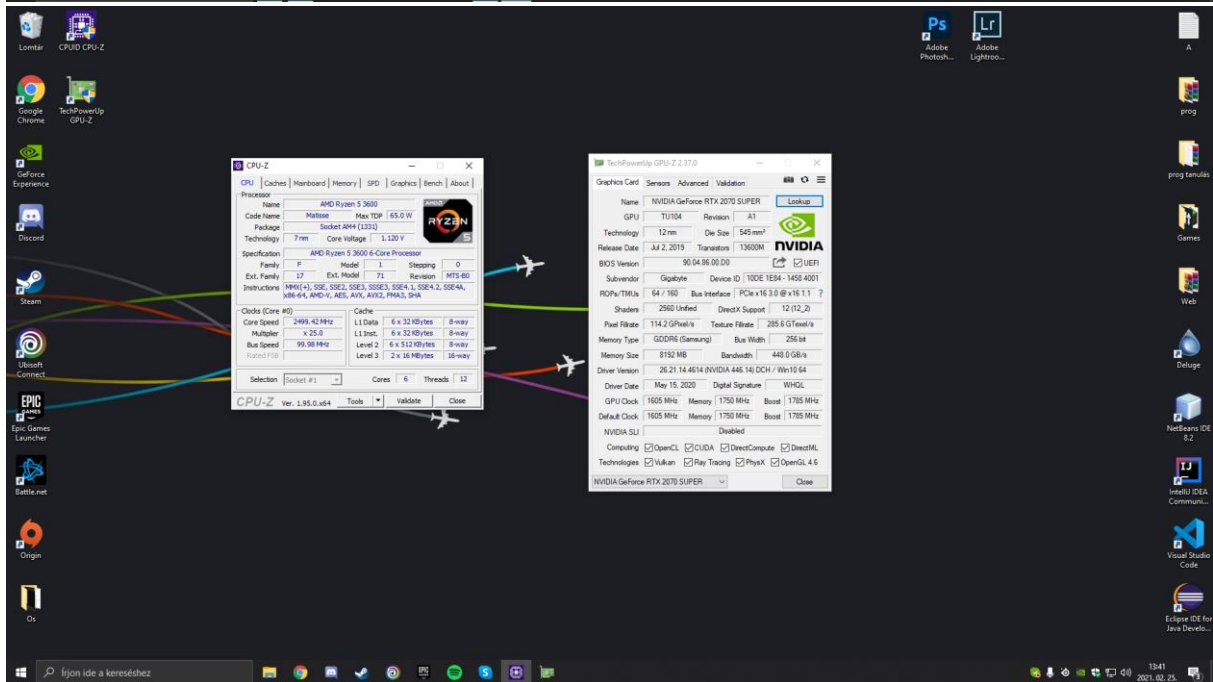 Lomtár
CPUID CPU-Z
Google Chrome
TechPowerUp GPU-Z
GeForce Experience
Discord
Steam
Ubisoft Connect
Epic Games Launcher
Battle.net
Origin
Os
Ps
Adobe Photosh...
Lr
Adobe Lightroo...
A
prog
prog tanulás
Games
Web
Deluge
NetBeans IDE 8.2
IntelliJ IDEA Communi...
Visual Studio Code
Eclipse IDE for Java Develo...
CPU-Z
CPU Caches Mainboard Memory SPD Graphics Bench About
Processor
Name AMD Ryzen 5 3600
Code Name Matisse Max TDP 65.0 W
Package Socket AM4 (1331)
Technology 7 nm Core Voltage 1.120 V
AMD
RYZEN
5
Specification AMD Ryzen 5 3600 6-Core Processor
Family F Model 1 Stepping 0
Ext. Family 17 Ext. Model 71 Revision MTS-B0
Instructions MMX(+), SSE, SSE2, SSE3, SSSE3, SSE4.1, SSE4.2, SSE4A,
x86-64, AMD-V, AES, AVX, AVX2, FMA3, SHA
Clocks (Core #0)
Core Speed 2499.42 MHz
Multiplier x 25.0
Bus Speed 99.98 MHz
Rated FSB
Cache
L1 Data 6 x 32 KBytes 8-way
L1 Inst. 6 x 32 KBytes 8-way
Level 2 6 x 512 KBytes 8-way
Level 3 2 x 16 MBytes 16-way
Selection Socket #1 Cores 6 Threads 12
CPU-Z Ver. 1.95.0.x64 Tools Validate Close
TechPowerUp GPU-Z 2.37.0
Graphics Card Sensors Advanced Validation
Name NVIDIA GeForce RTX 2070 SUPER Lookup
GPU TU104 Revision A1
Technology 12 nm Die Size 545 mm²
Release Date Jul 2, 2019 Transistors 13600M
NVIDIA
BIOS Version 90.04.86.00.D0 UEFI
Subvendor Gigabyte Device ID 10DE 1E84 - 1458 4001
ROPs/TMUs 64 / 160 Bus Interface PCIe x16 3.0 @ x16 1.1 ?
Shaders 2560 Unified DirectX Support 12 (12_2)
Pixel Fillrate 114.2 GPixel/s Texture Fillrate 285.6 GTexel/s
Memory Type GDDR6 (Samsung) Bus Width 256 bit
Memory Size 8192 MB Bandwidth 448.0 GB/s
Driver Version 26.21.14.4614 (NVIDIA 446.14) DCH / Win10 64
Driver Date May 15, 2020 Digital Signature WHQL
GPU Clock 1605 MHz Memory 1750 MHz Boost 1785 MHz
Default Clock 1605 MHz Memory 1750 MHz Boost 1785 MHz
NVIDIA SLI Disabled
Computing OpenCL CUDA DirectCompute DirectML
Technologies Vulkan Ray Tracing PhysX OpenGL 4.6
NVIDIA GeForce RTX 2070 SUPER Close
Írjon ide a kereséshez
13:41
2021. 02. 25.